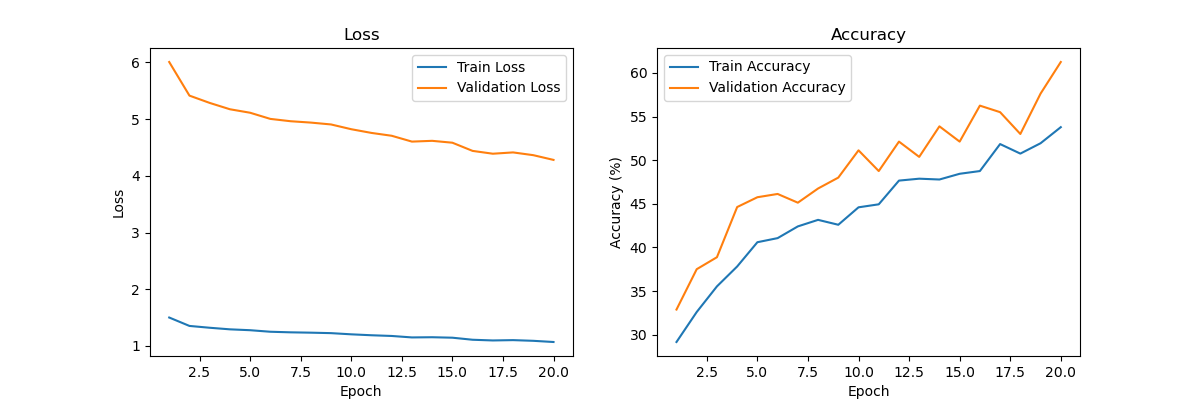 Loss
Train Loss
Validation Loss
6
5
4
3
2
1
Loss
2.5 5.0 7.5 10.0 12.5 15.0 17.5 20.0
Epoch
Accuracy
Train Accuracy
Validation Accuracy
60
55
50
45
40
35
30
Accuracy (%)
2.5 5.0 7.5 10.0 12.5 15.0 17.5 20.0
Epoch